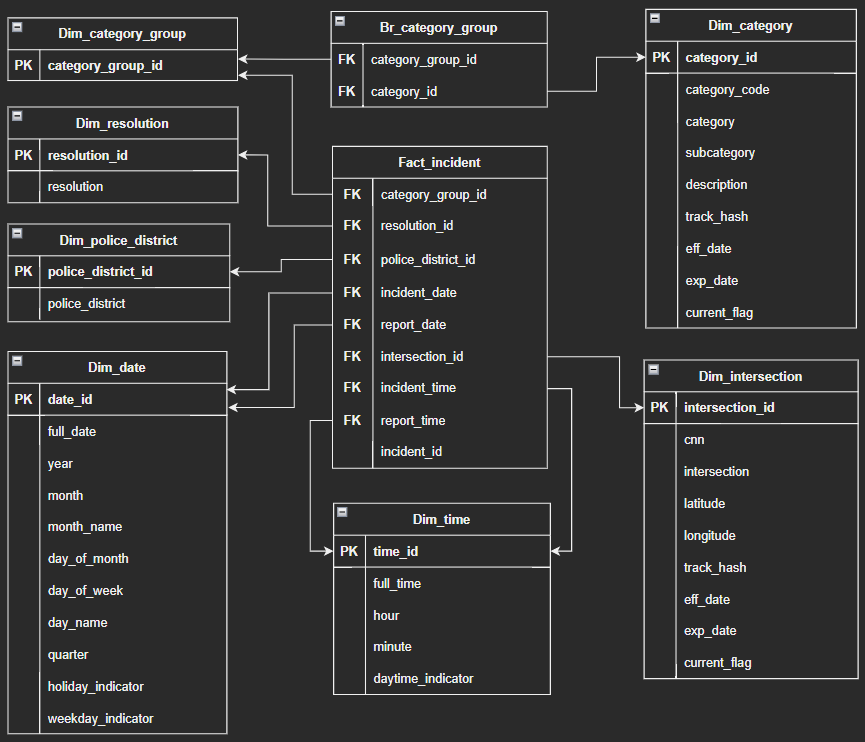 Dim_category_group
PK category_group_id
Br_category_group
FK category_group_id
FK category_id
Dim_category
PK category_id
category_code
category
subcategory
description
track_hash
eff_date
exp_date
current_flag
Dim_resolution
PK resolution_id
resolution
Fact_incident
FK category_group_id
FK resolution_id
FK police_district_id
FK incident_date
FK report_date
FK intersection_id
FK incident_time
FK report_time
incident_id
Dim_police_district
PK police_district_id
police_district
Dim_date
PK date_id
full_date
year
month
month_name
day_of_month
day_of_week
day_name
quarter
holiday_indicator
weekday_indicator
Dim_time
PK time_id
full_time
hour
minute
daytime_indicator
Dim_intersection
PK intersection_id
cnn
intersection
latitude
longitude
track_hash
eff_date
exp_date
current_flag